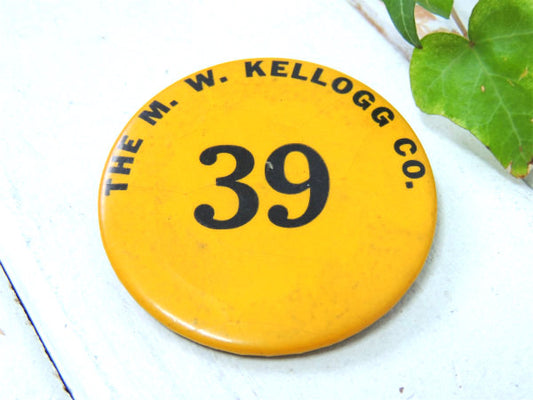 THE M. W. KELLOGG CO.
39